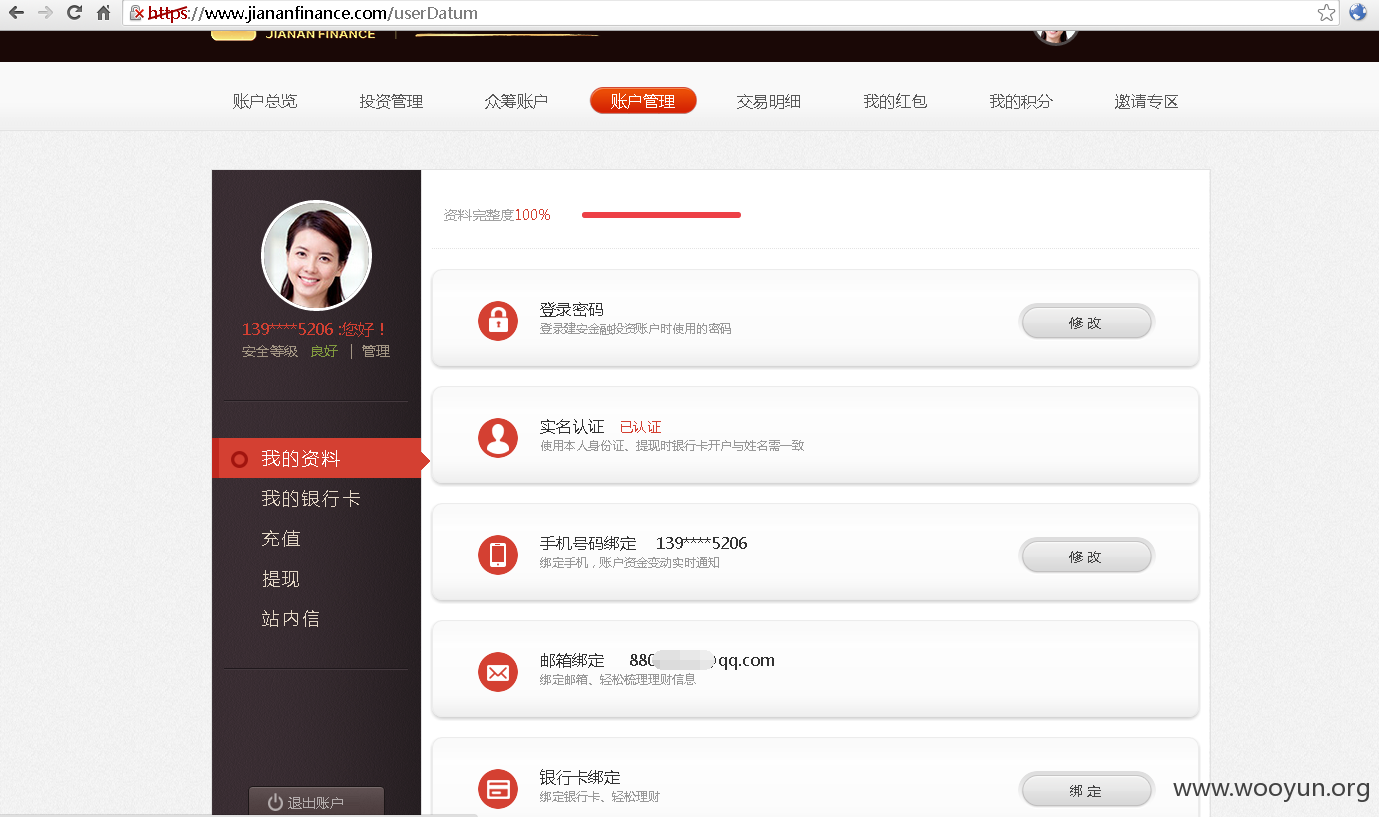 https://www.jiananfinance.com/userDatum
JIANAN FINANCE
账户总览 投资管理 众筹账户 账户管理 交易明细 我的红包 我的积分 邀请专区
139****5206 :您好！
安全等级 良好 | 管理
我的资料
我的银行卡
充值
提现
站内信
退出账户
资料完整度100%
登录密码
登录建安金融投资账户时使用的密码
修 改
实名认证 已认证
使用本人身份证、提现时银行卡开户与姓名需一致
手机号码绑定 139****5206
绑定手机，账户资金变动实时通知
修 改
邮箱绑定 880 @qq.com
绑定邮箱、轻松梳理理财信息
银行卡绑定
绑定银行卡、轻松理财
绑 定
www.wooyun.org